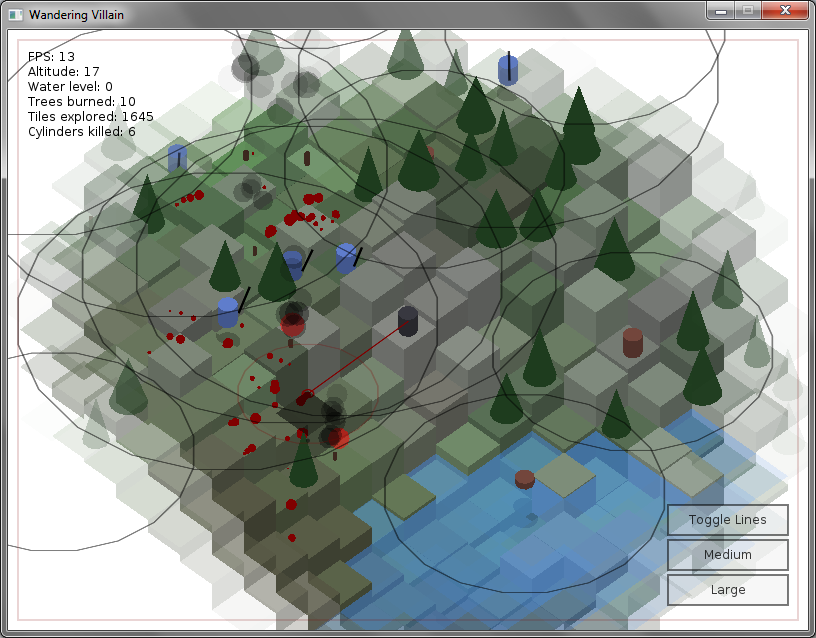 Wandering Villain
FPS: 13
Altitude: 17
Water level: 0
Trees burned: 10
Tiles explored: 1645
Cylinders killed: 6
Toggle Lines
Medium
Large